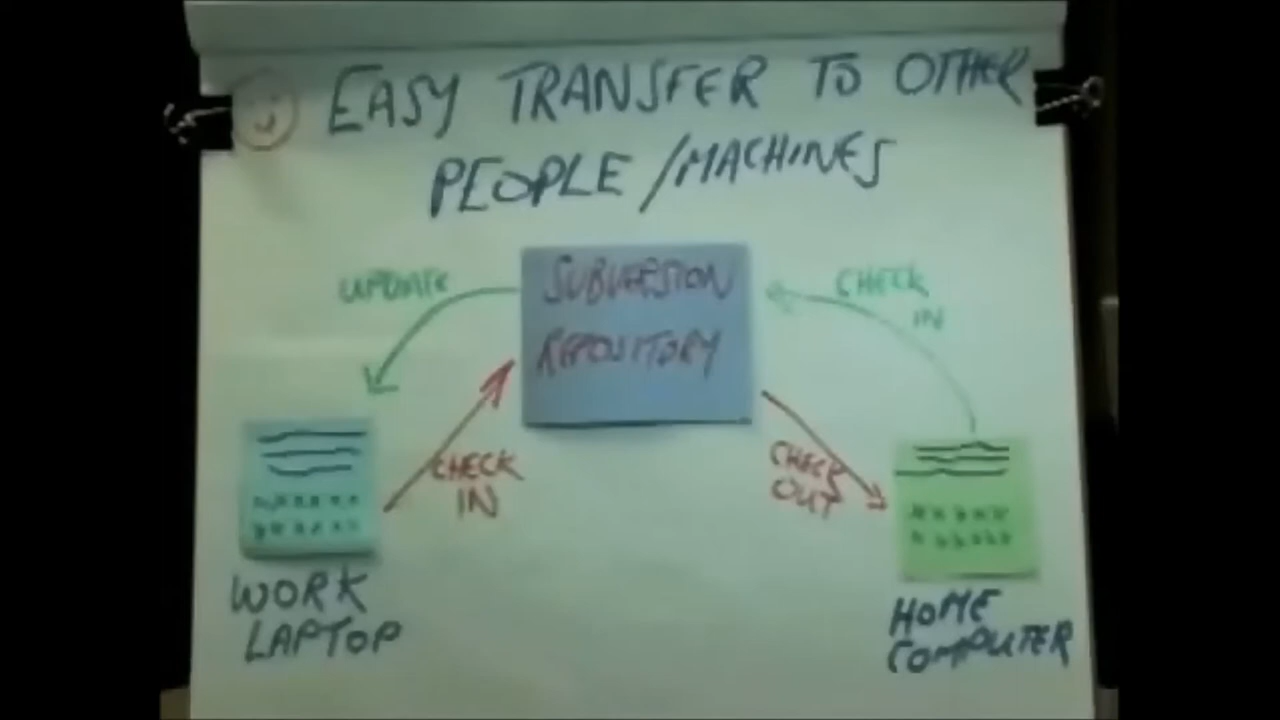 EASY TRANSFER TO OTHER
PEOPLE/MACHINES
UPDATE
SUBVERSION
REPOSITORY
CHECK
IN
CHECK
IN
CHECK
OUT
WORK
LAPTOP
HOME
COMPUTER